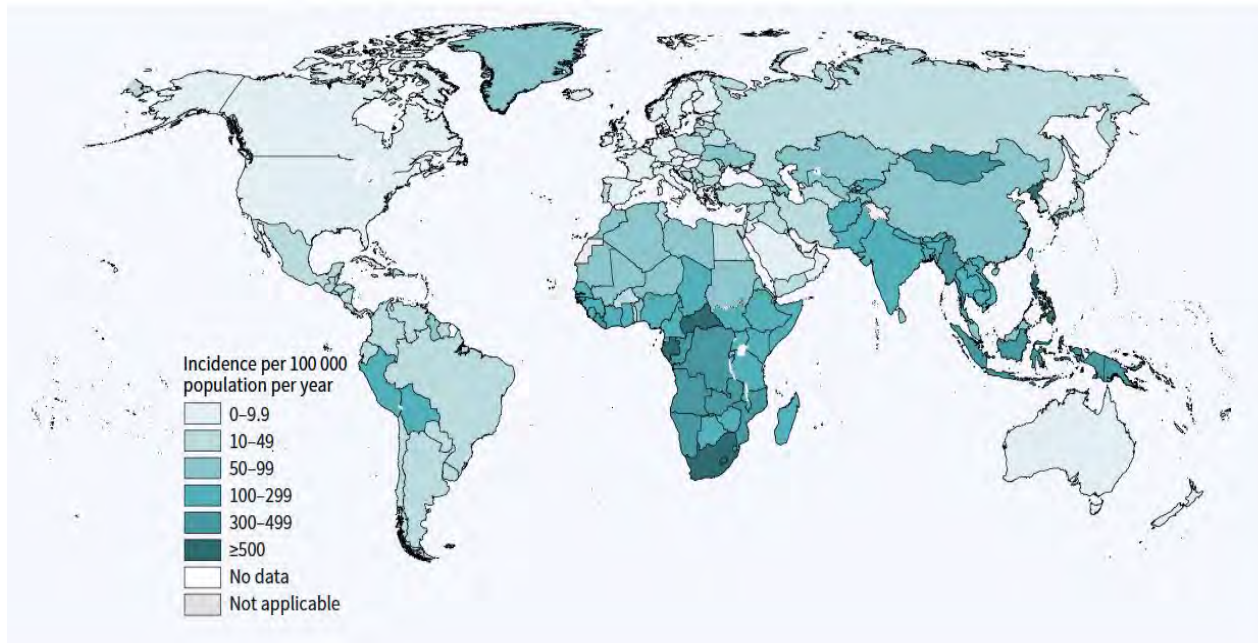 Incidence per 100 000
population per year
0–9.9
10–49
50–99
100–299
300–499
≥500
No data
Not applicable